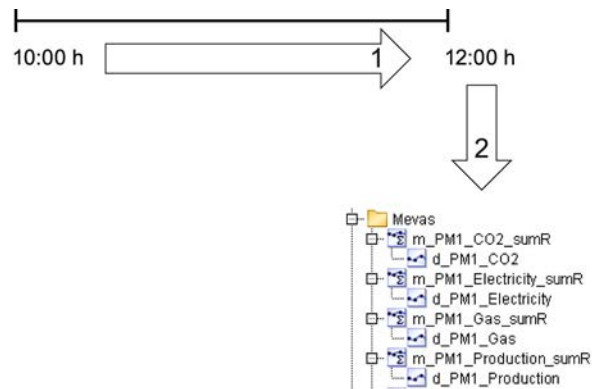 10:00 h 1 12:00 h
2
Mevas
m_PM1_CO2_sumR
d_PM1_CO2
m_PM1_Electricity_sumR
d_PM1_Electricity
m_PM1_Gas_sumR
d_PM1_Gas
m_PM1_Production_sumR
d_PM1_Production